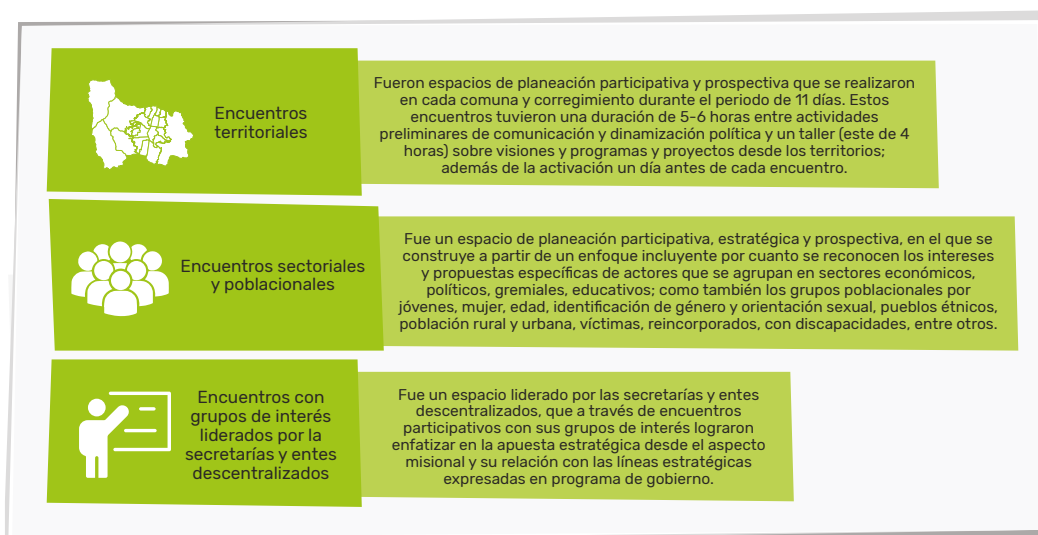 Encuentros
territoriales
Fueron espacios de planeación participativa y prospectiva que se realizaron
en cada comuna y corregimiento durante el periodo de 11 días. Estos
encuentros tuvieron una duración de 5-6 horas entre actividades
preliminares de comunicación y dinamización política y un taller (este de 4
horas) sobre visiones y programas y proyectos desde los territorios;
además de la activación un día antes de cada encuentro.
Encuentros sectoriales
y poblacionales
Fue un espacio de planeación participativa, estratégica y prospectiva, en el que se
construye a partir de un enfoque incluyente por cuanto se reconocen los intereses
y propuestas específicas de actores que se agrupan en sectores económicos,
políticos, gremiales, educativos; como también los grupos poblacionales por
jóvenes, mujer, edad, identificación de género y orientación sexual, pueblos étnicos,
población rural y urbana, víctimas, reincorporados, con discapacidades, entre otros.
Encuentros con
grupos de interés
liderados por la
secretarías y entes
descentralizados
Fue un espacio liderado por las secretarías y entes
descentralizados, que a través de encuentros
participativos con sus grupos de interés lograron
enfatizar en la apuesta estratégica desde el aspecto
misional y su relación con las líneas estratégicas
expresadas en programa de gobierno.